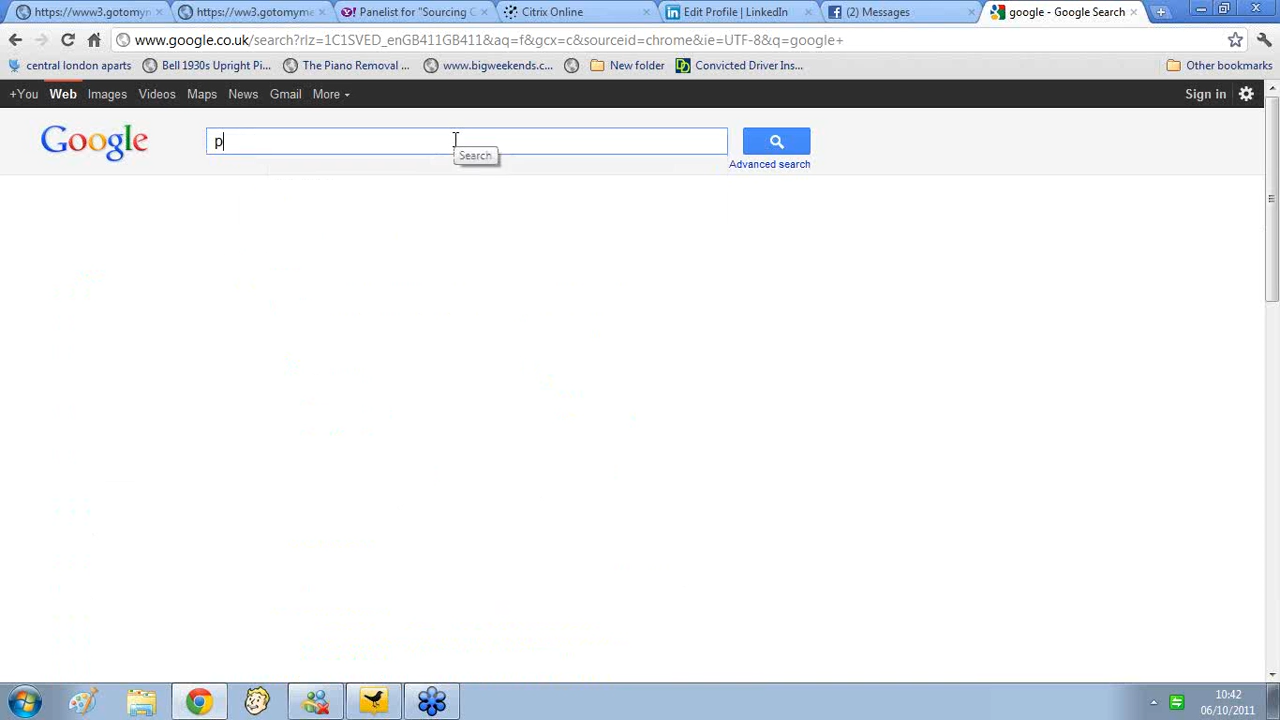 https://www3.gotomyn
https://ww3.gotomyme
Panelist for "Sourcing C
Citrix Online
Edit Profile | LinkedIn
(2) Messages
google - Google Search
www.google.co.uk/search?rlz=1C1SVED_enGB411GB411&aq=f&gcx=c&sourceid=chrome&ie=UTF-8&q=google+
central london aparts
Bell 1930s Upright Pi...
The Piano Removal ...
www.bigweekends.c...
New folder
Convicted Driver Ins...
Other bookmarks
+You Web Images Videos Maps News Gmail More
Sign in
Google
p
Search
Advanced search
10:42
06/10/2011